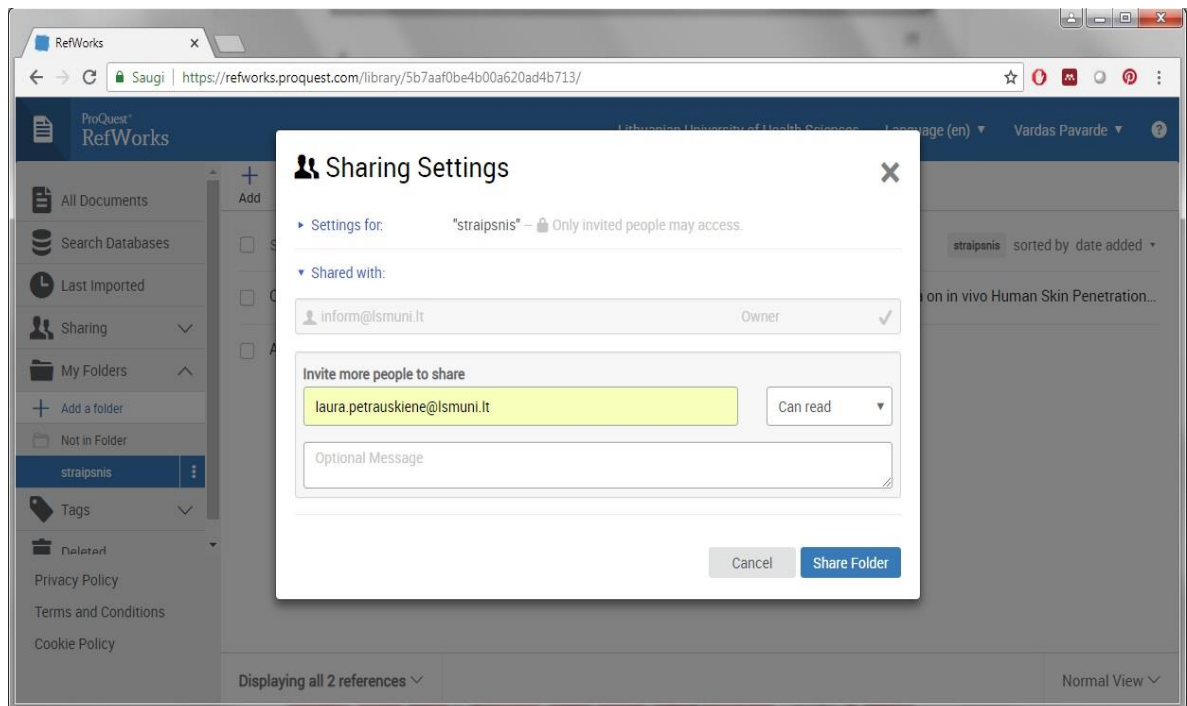 RefWorks
Saugi | https://refworks.proquest.com/library/5b7aaf0be4b00a620ad4b713/
ProQuest®
RefWorks
Lithuanian University of Health Sciences Language (en) Vardas Pavarde ?
All Documents
Search Databases
Last Imported
Sharing
My Folders
+ Add a folder
Not in Folder
straipsnis
Tags
Deleted
Privacy Policy
Terms and Conditions
Cookie Policy
Add
straipsnis sorted by date added
on in vivo Human Skin Penetration...
Sharing Settings
Settings for: "straipsnis" – Only invited people may access.
Shared with:
inform@lsmuni.lt Owner
Invite more people to share
laura.petrauskiene@lsmuni.lt Can read
Optional Message
Cancel Share Folder
Displaying all 2 references Normal View